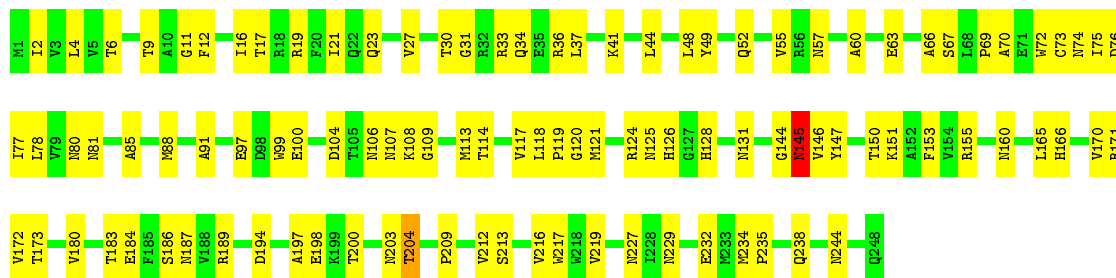 M1 I2 V3 L4 V5 T6 T9 A10 G11 F12 I16 T17 R18 R19 F20 I21 Q22 Q23 V27 T30 G31 R32 R33 Q34 E35 R36 L37 K41 L44 L48 Y49 Q52 V55 R56 N57 A60 E63 A66 S67 L68 P69 A70 E71 W72 C73 N74 I75 D76
I77 L78 V79 N80 N81 A85 M88 A91 E97 D98 W99 E100 D104 T105 N106 N107 K108 G109 M113 T114 V117 L118 P119 G120 M121 R124 N125 H126 G127 H128 N131 G144 N145 V146 Y147 T150 K151 A152 F153 V154 R155 N160 L165 H166 V170 R171
V172 T173 V180 T183 E184 F185 S186 N187 V188 R189 D194 A197 E198 K199 T200 N203 T204 P209 V212 S213 V216 W217 W218 V219 N227 I228 N229 E232 M233 M234 P235 Q238 N244 Q248